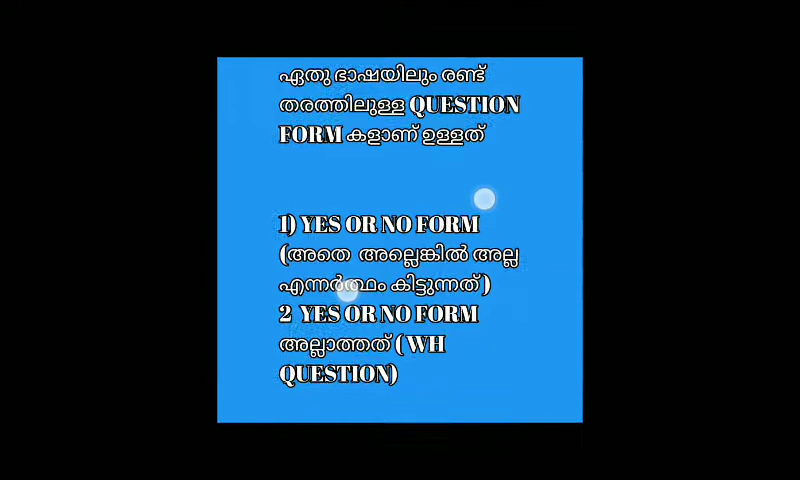 ഏതു ഭാഷയിലും രണ്ട്
തരത്തിലുള്ള QUESTION
FORM കളാണ് ഉള്ളത്
1) YES OR NO FORM
(അതെ അല്ലെങ്കിൽ അല്ല
എന്നർത്ഥം കിട്ടുന്നത്)
2 YES OR NO FORM
അല്ലാത്തത് (WH
QUESTION)